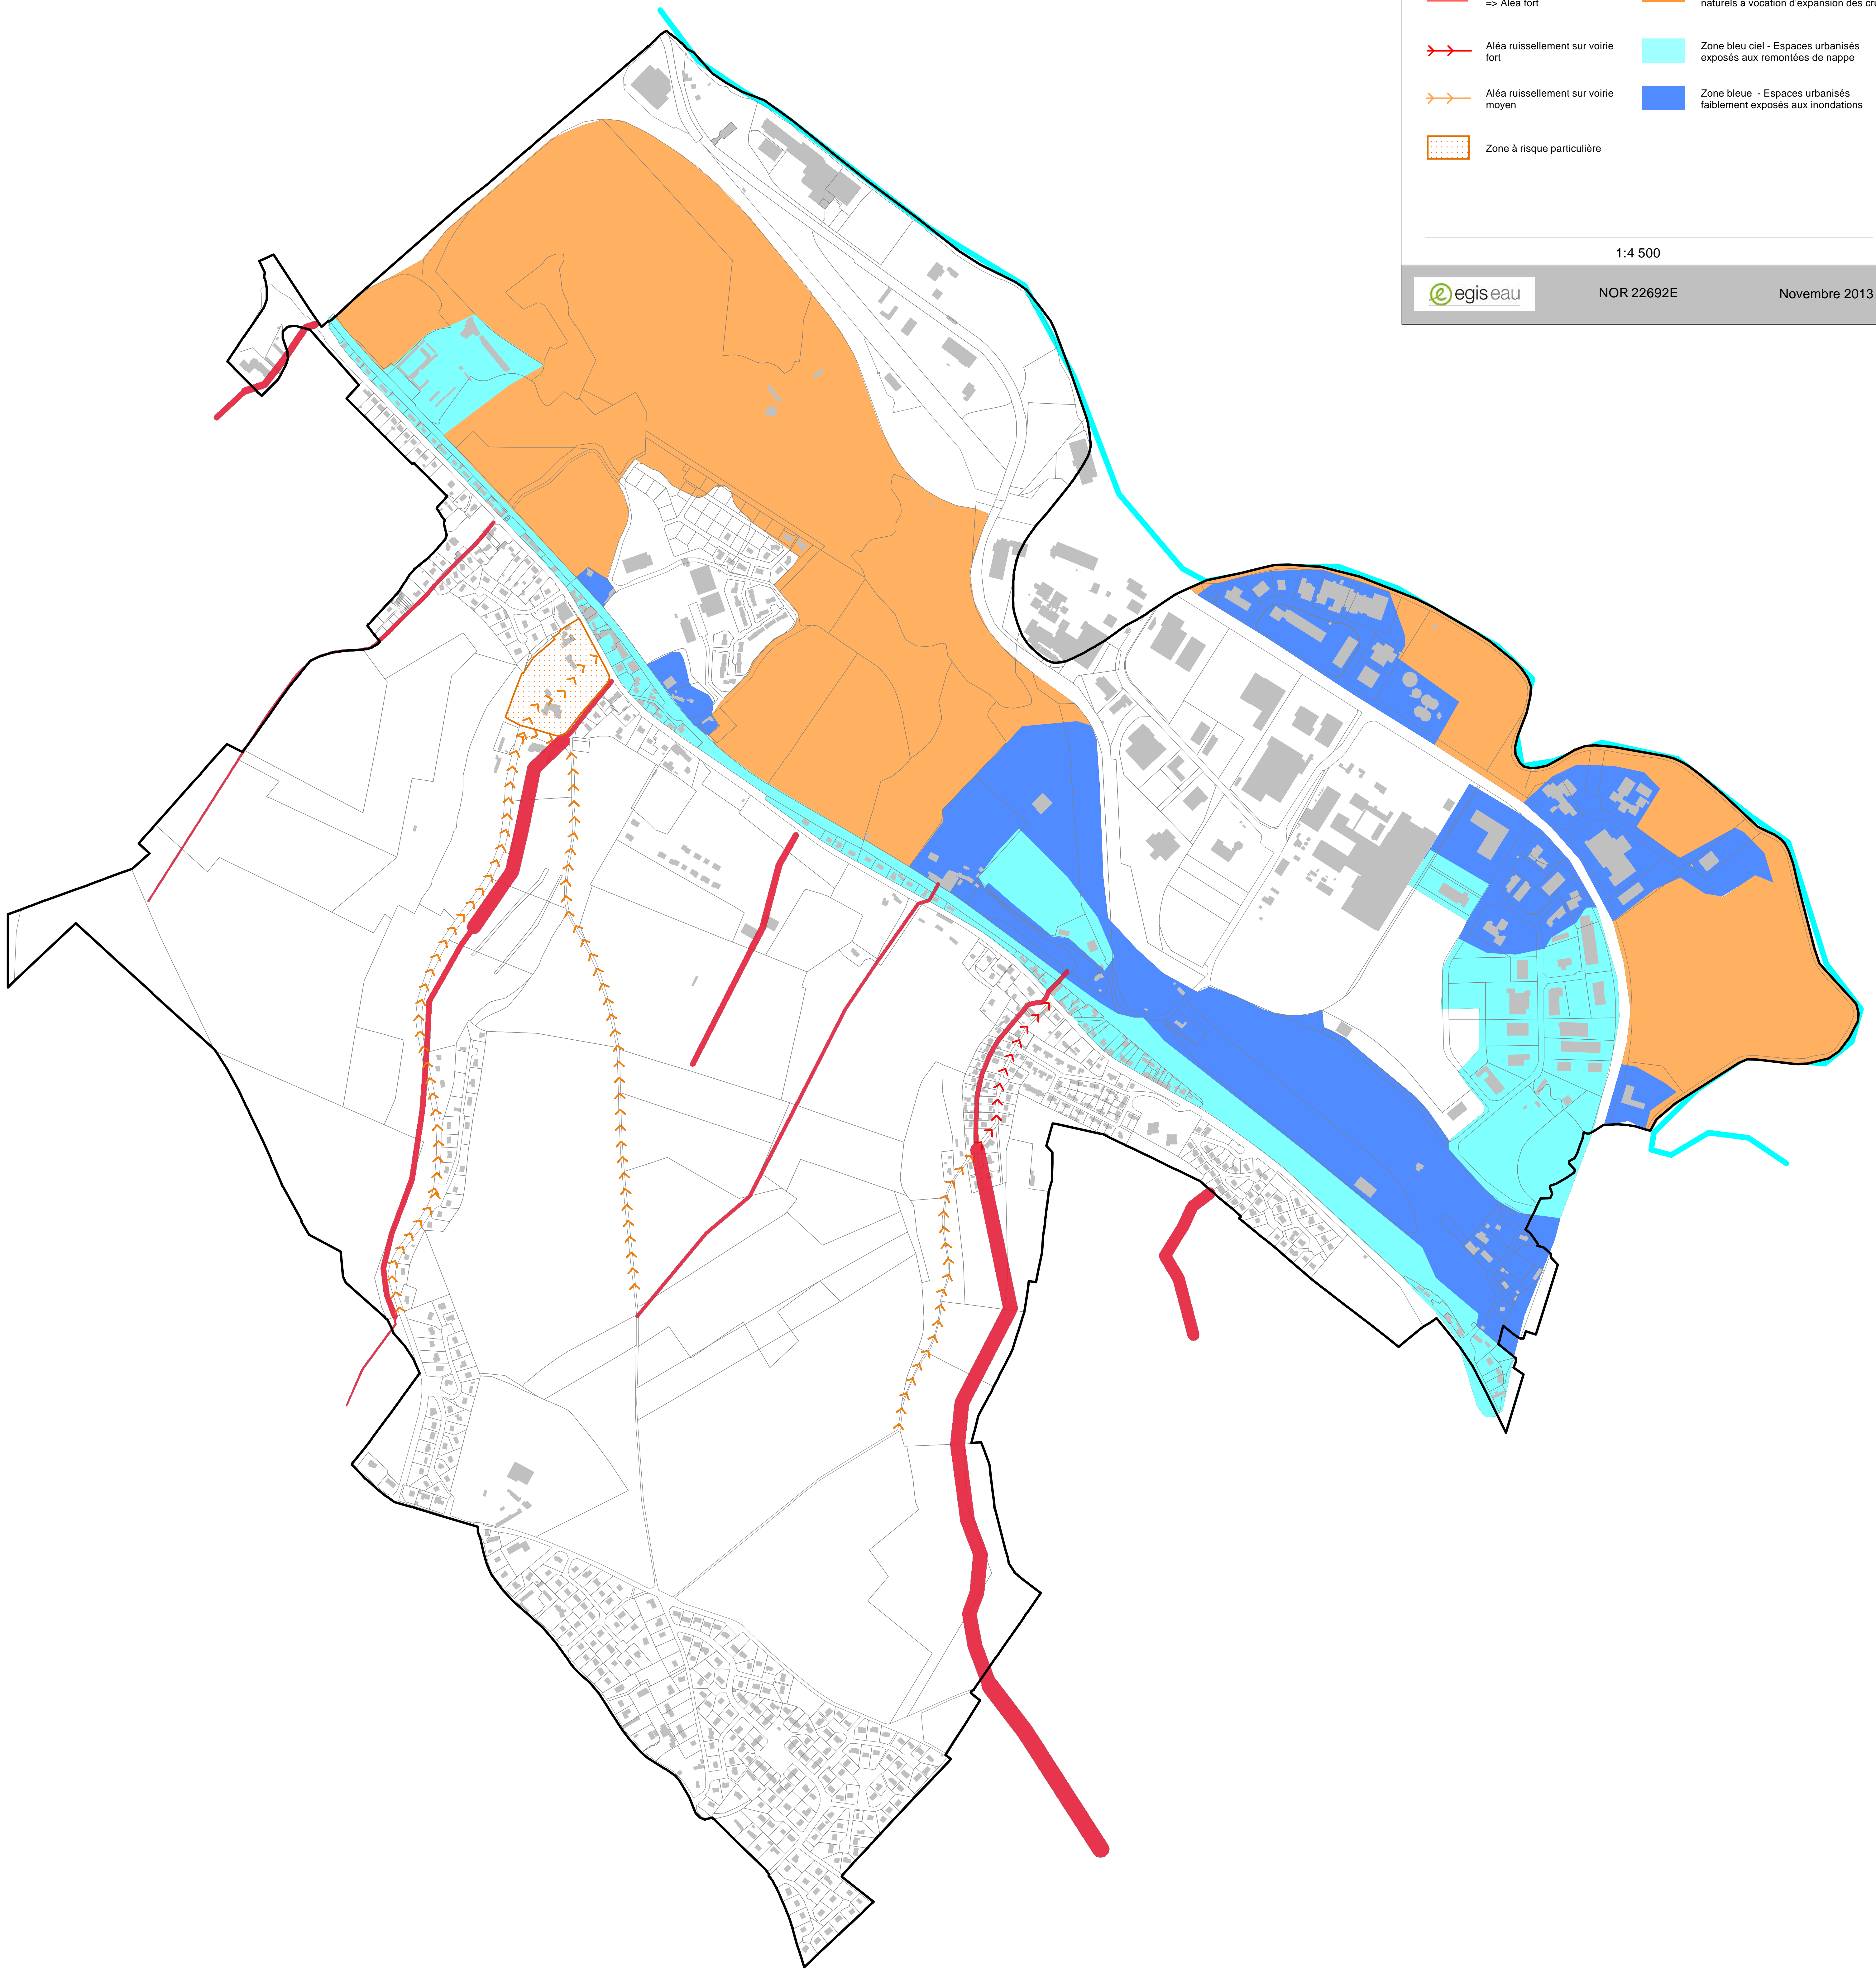 => Aléa fort
naturels à vocation d'expansion des
Aléa ruissellement sur voirie
fort
Zone bleu ciel - Espaces urbanisés
exposés aux remontées de nappe
Aléa ruissellement sur voirie
moyen
Zone bleue - Espaces urbanisés
faiblement exposés aux inondations
Zone à risque particulière
1:4 500
egis eau
NOR 22692E
Novembre 2013